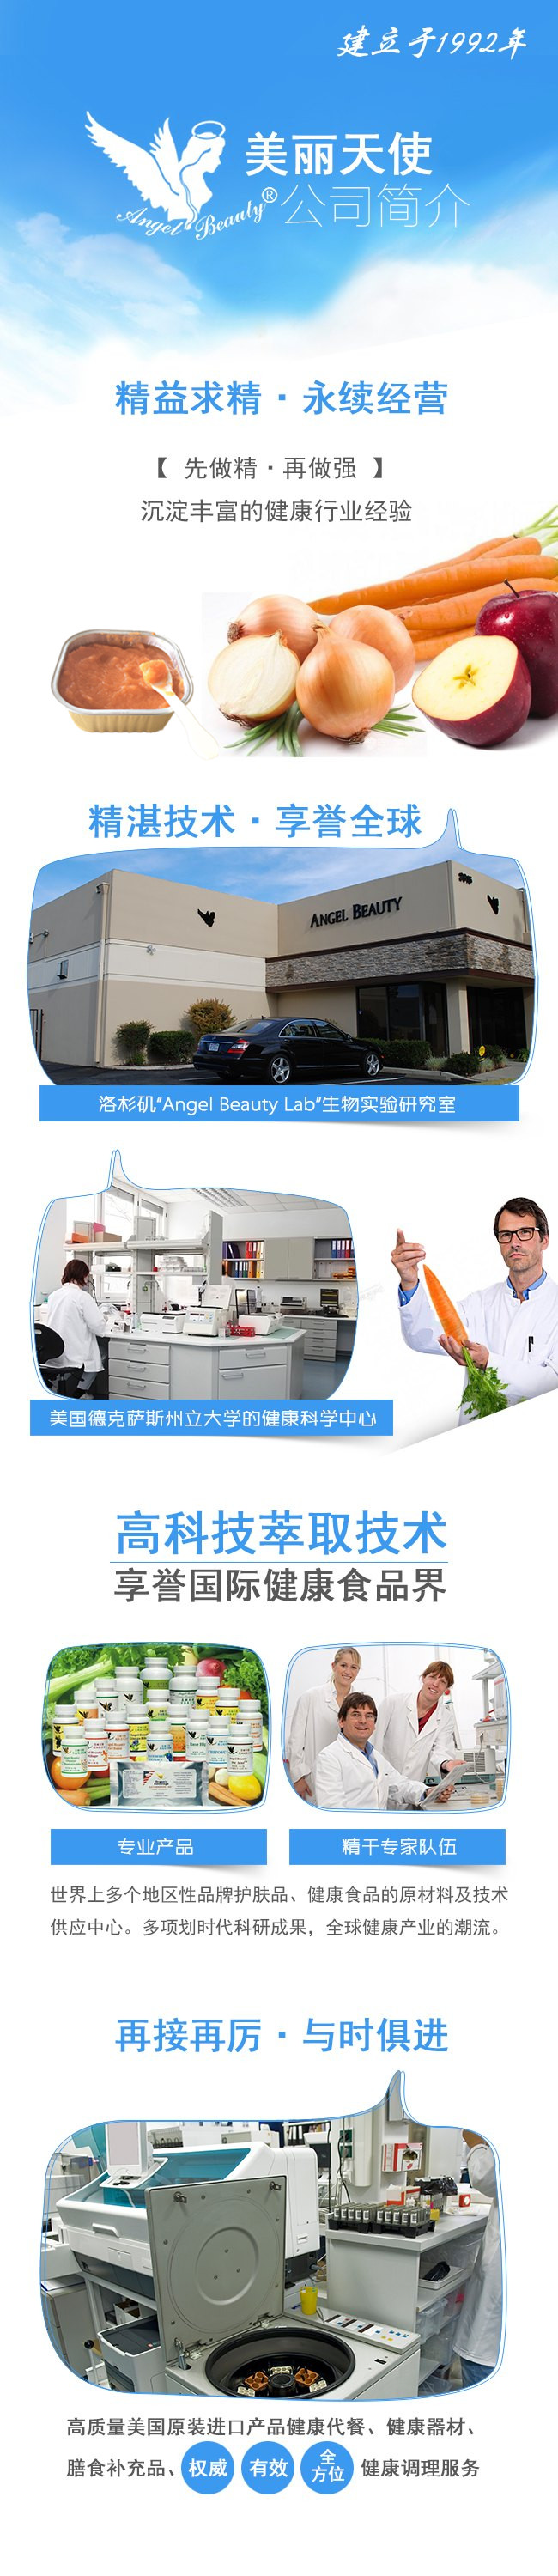 建立于1992年
美丽天使
Angel Beauty®公司简介
精益求精·永续经营
【 先做精·再做强 】
沉淀丰富的健康行业经验
精湛技术·享誉全球
ANGEL BEAUTY
洛杉矶“Angel Beauty Lab”生物实验研究室
美国德克萨斯州立大学的健康科学中心
高科技萃取技术
享誉国际健康食品界
专业产品
精干专家队伍
世界上多个地区性品牌护肤品、健康食品的原材料及技术
供应中心。多项划时代科研成果，全球健康产业的潮流。
再接再厉·与时俱进
高质量美国原装进口产品健康代餐、健康器材、
膳食补充品、权威 有效 全方位 健康调理服务